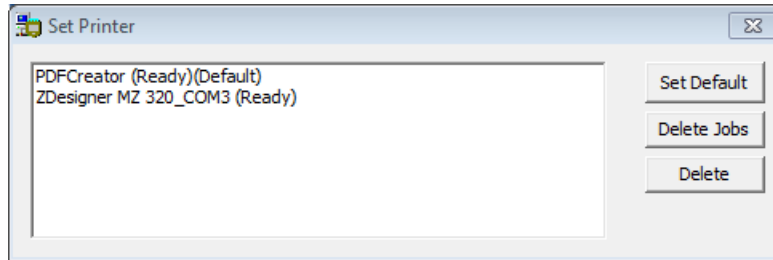 Set Printer
PDFCreator (Ready)(Default)
ZDesigner MZ 320_COM3 (Ready)
Set Default
Delete Jobs
Delete